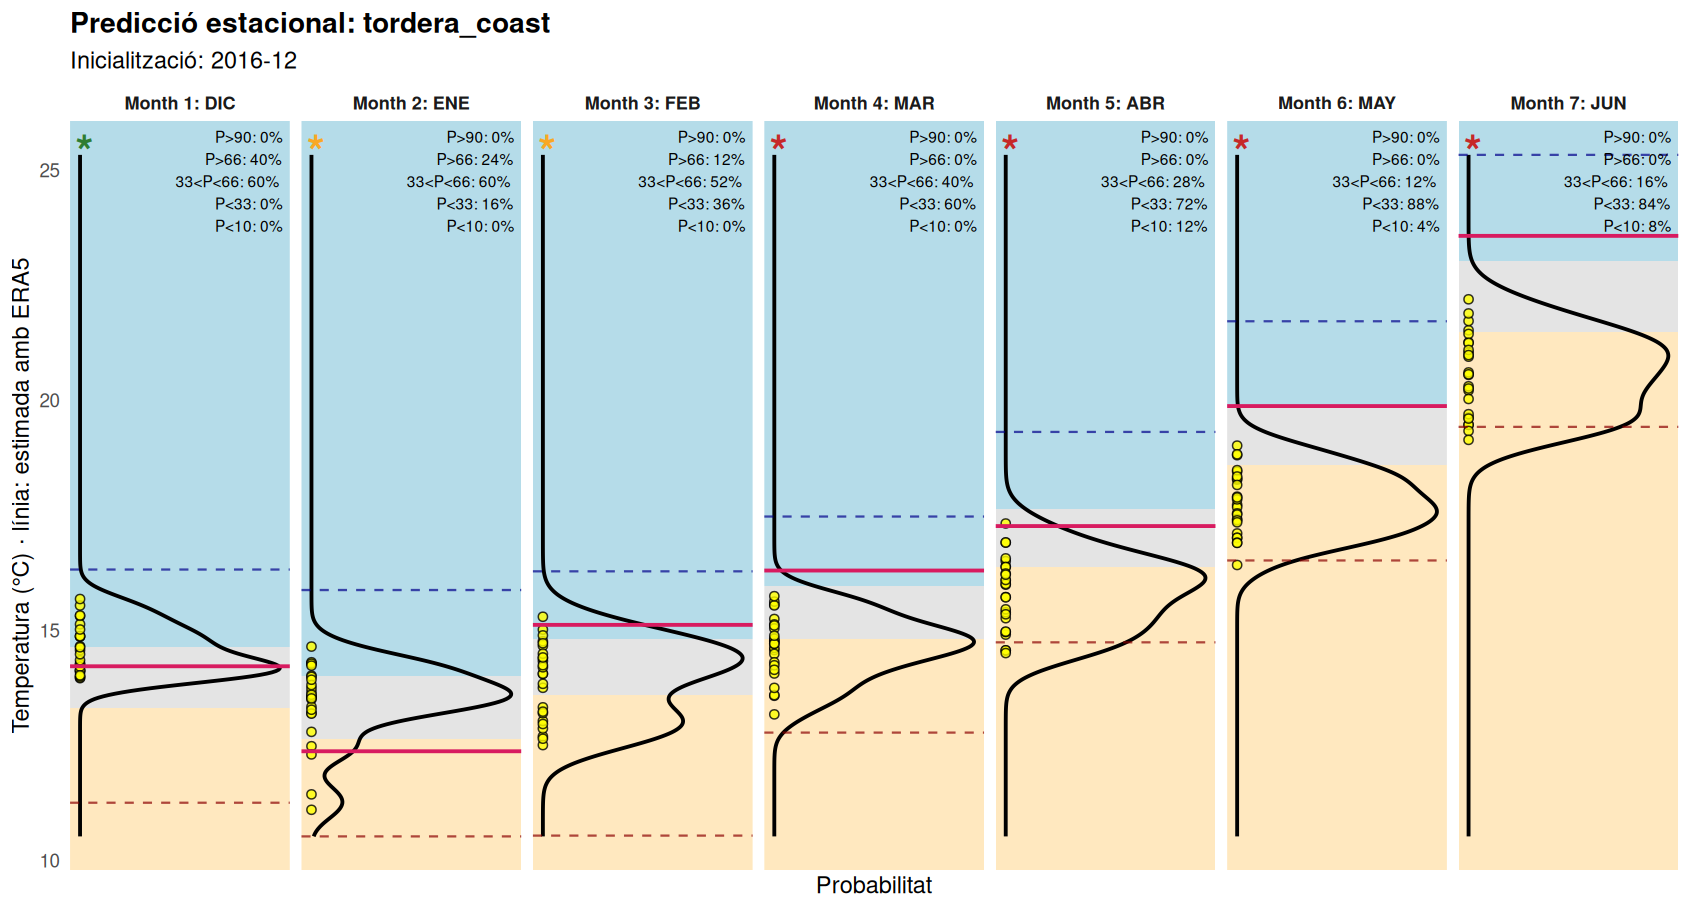 Predicció estacional: tordera_coast
Inicialització: 2016-12
Month 1: DIC
Month 2: ENE
Month 3: FEB
Month 4: MAR
Month 5: ABR
Month 6: MAY
Month 7: JUN
*
P>90: 0%
P>66: 40%
33<P<66: 60%
P<33: 0%
P<10: 0%
*
P>90: 0%
P>66: 24%
33<P<66: 60%
P<33: 16%
P<10: 0%
*
P>90: 0%
P>66: 12%
33<P<66: 52%
P<33: 36%
P<10: 0%
*
P>90: 0%
P>66: 0%
33<P<66: 40%
P<33: 60%
P<10: 0%
*
P>90: 0%
P>66: 0%
33<P<66: 28%
P<33: 72%
P<10: 12%
*
P>90: 0%
P>66: 0%
33<P<66: 12%
P<33: 88%
P<10: 4%
*
P>90: 0%
P>66: 0%
33<P<66: 16%
P<33: 84%
P<10: 8%
25
20
15
10
Temperatura (°C) · línia: estimada amb ERA5
Probabilitat